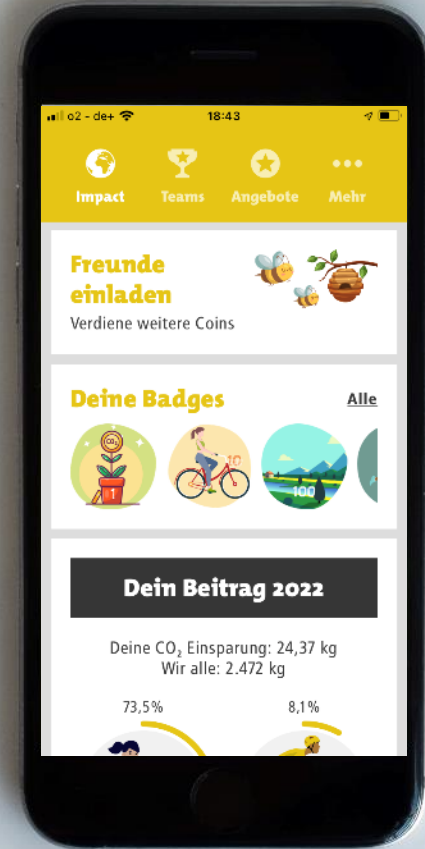 o2 - de+ 18:43
Impact Teams Angebote Mehr
Freunde
einladen
Verdiene weitere Coins
Deine Badges Alle
CO₂
1
10
100
Dein Beitrag 2022
Deine CO₂ Einsparung: 24,37 kg
Wir alle: 2.472 kg
73,5% 8,1%